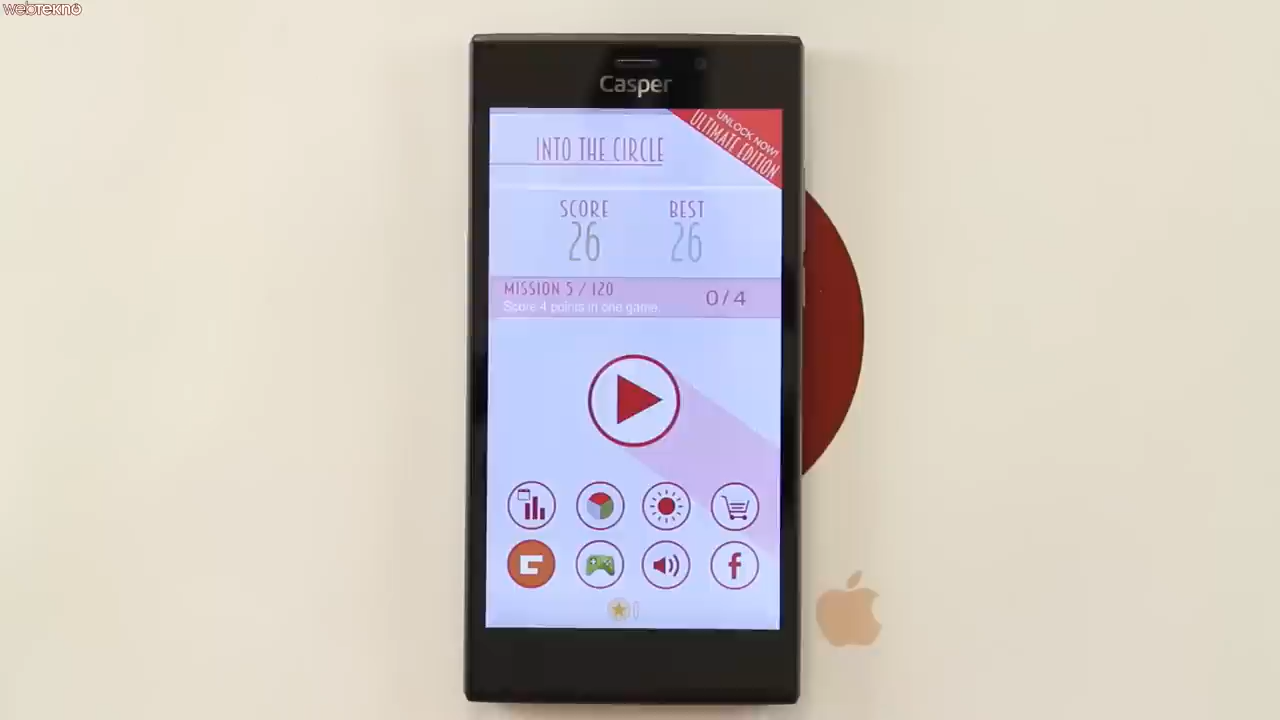 webtekno
Casper
UNLOCK NOW!
ULTIMATE EDITION
INTO THE CIRCLE
SCORE BEST
26 26
MISSION 5 / 120
Score 4 points in one game.
0/4
f
0